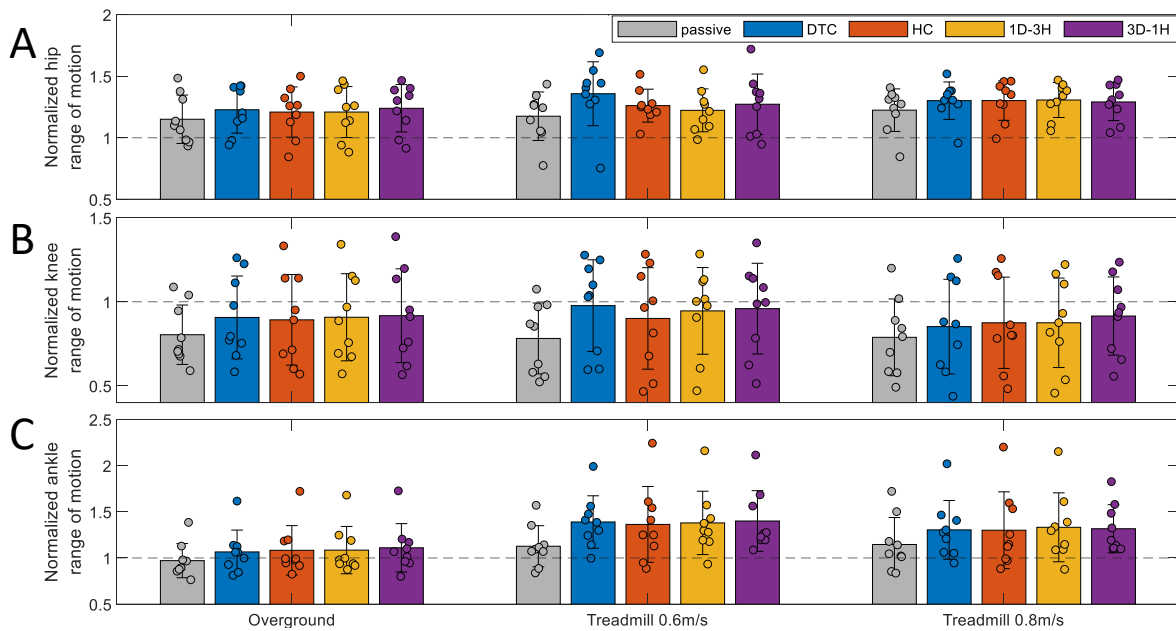 A
Normalized hip
range of motion
2
1.5
1
0.5
passive DTC HC 1D-3H 3D-1H
B
Normalized knee
range of motion
1.5
1
0.5
C
Normalized ankle
range of motion
2.5
2
1.5
1
0.5
Overground Treadmill 0.6m/s Treadmill 0.8m/s